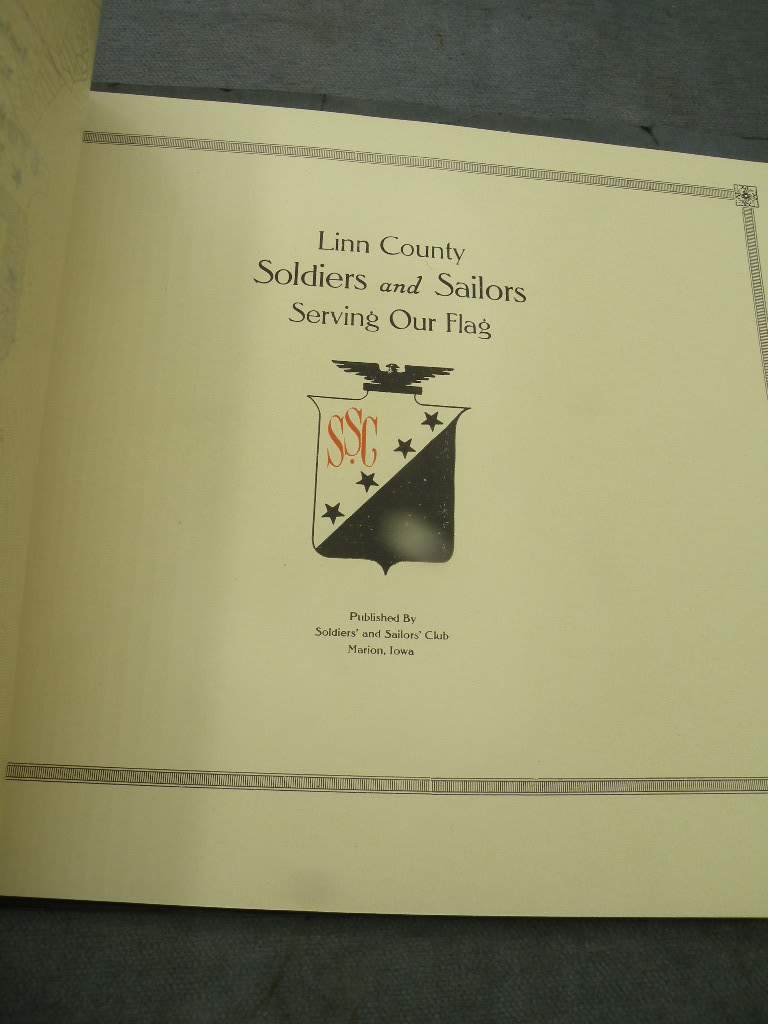 Linn County
Soldiers and Sailors
Serving Our Flag
SSC
Published By
Soldiers' and Sailors' Club
Marion, Iowa